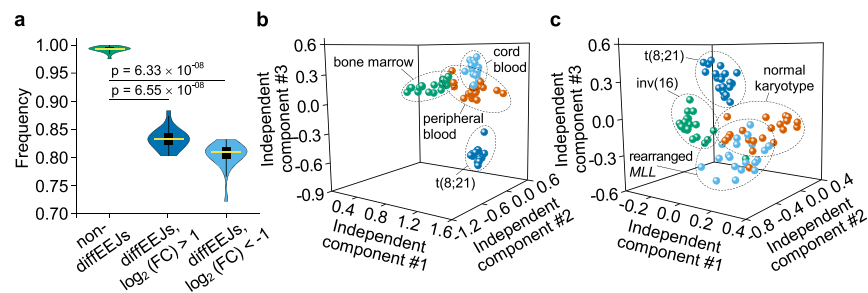 a
1.00
0.95
0.90
0.85
0.80
0.75
0.70
Frequency
p = 6.33 × 10-08
p = 6.55 × 10-08
non-
diffEEJs
diffEEJs,
log2 (FC) > 1
diffEEJs,
log2 (FC) < -1
b
0.6
0.3
0.0
-0.3
-0.6
-0.9
Independent
component #3
bone marrow
cord
blood
peripheral
blood
t(8;21)
0.4
0.8
1.2
1.6
Independent
component #1
-1.2
-0.6
0.0
0.6
Independent
component #2
c
0.6
0.3
0.0
-0.3
-0.6
Independent
component #3
t(8;21)
inv(16)
normal
karyotype
rearranged
MLL
-0.2
0.0
0.2
0.4
Independent
component #1
-0.8
-0.4
0.0
0.4
Independent
component #2